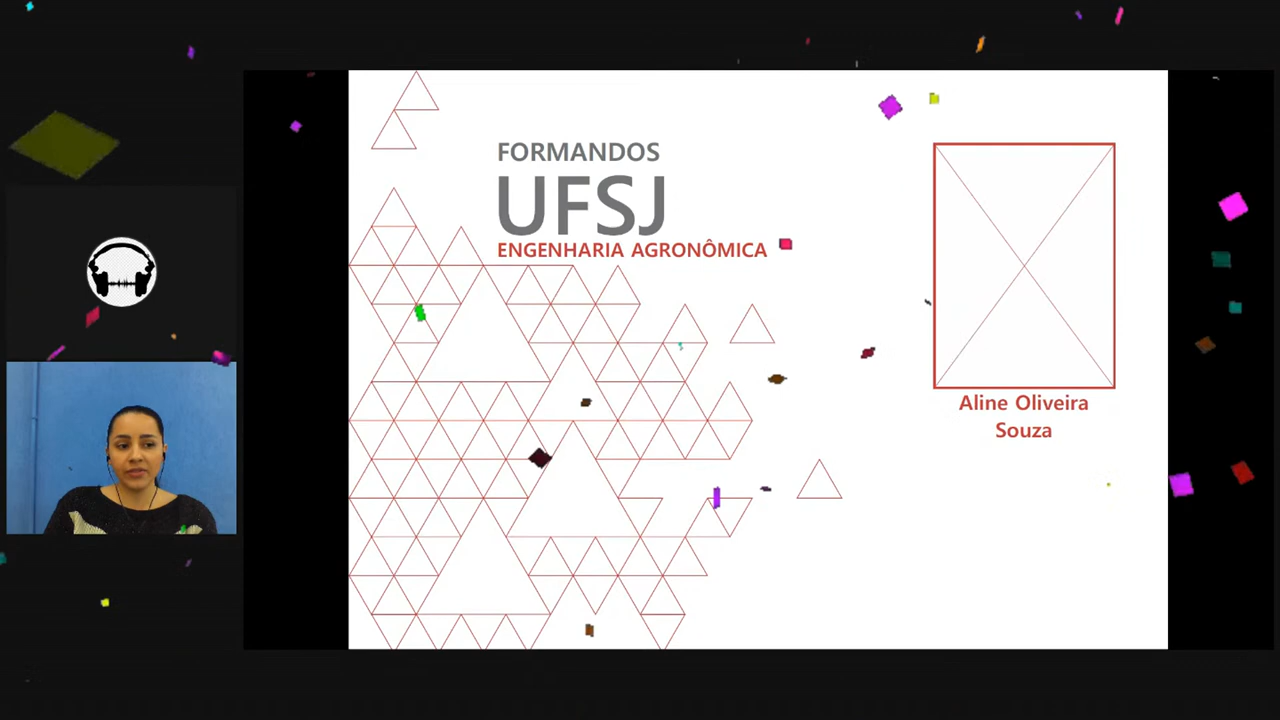 FORMANDOS
UFSJ
ENGENHARIA AGRONÔMICA
Aline Oliveira
Souza